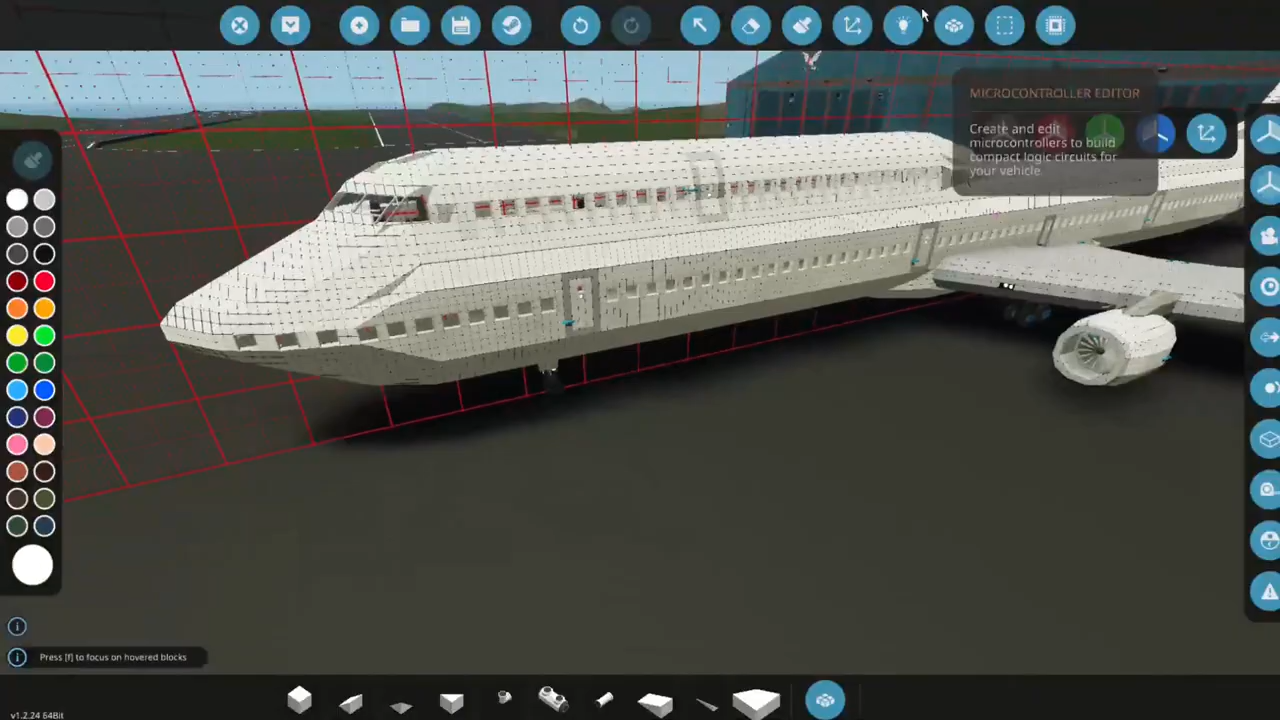 MICROCONTROLLER EDITOR
Create and edit
microcontrollers to build
compact logic circuits for
your vehicle
Press [f] to focus on hovered blocks
v1.2.24 64Bit